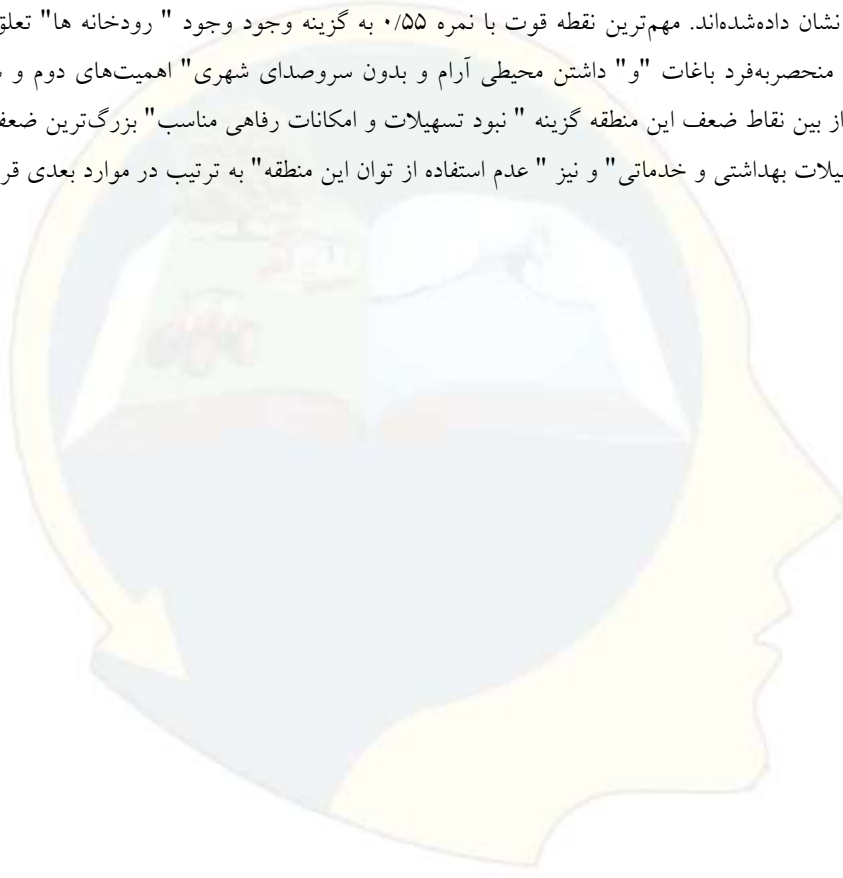 نشان داده‌شده‌اند. مهم‌ترین نقطه قوت با نمره ۰/۵۵ به گزینه وجود وجود " رودخانه ها" تعلق
منحصربه‌فرد باغات "و" داشتن محیطی آرام و بدون سروصدای شهری" اهمیت‌های دوم و
از بین نقاط ضعف این منطقه گزینه " نبود تسهیلات و امکانات رفاهی مناسب" بزرگ‌ترین ضعف
بهداشتی و خدماتی" و نیز " عدم استفاده از توان این منطقه" به ترتیب در موارد بعدی